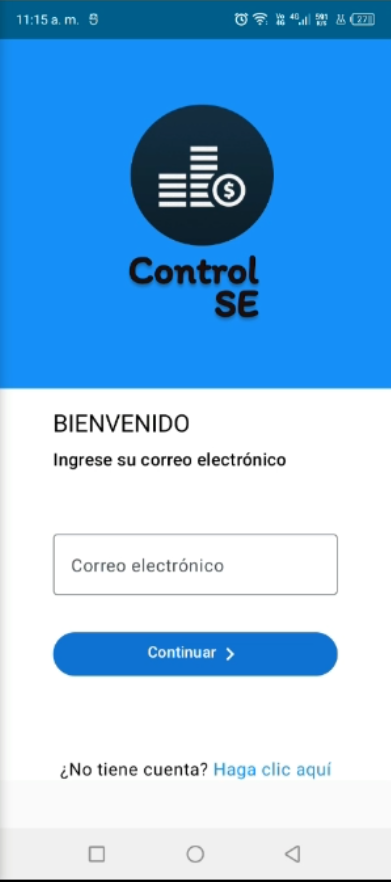 11:15 a. m.
4G
27
$
Control
SE
BIENVENIDO
Ingrese su correo electrónico
Correo electrónico
Continuar
¿No tiene cuenta? Haga clic aquí